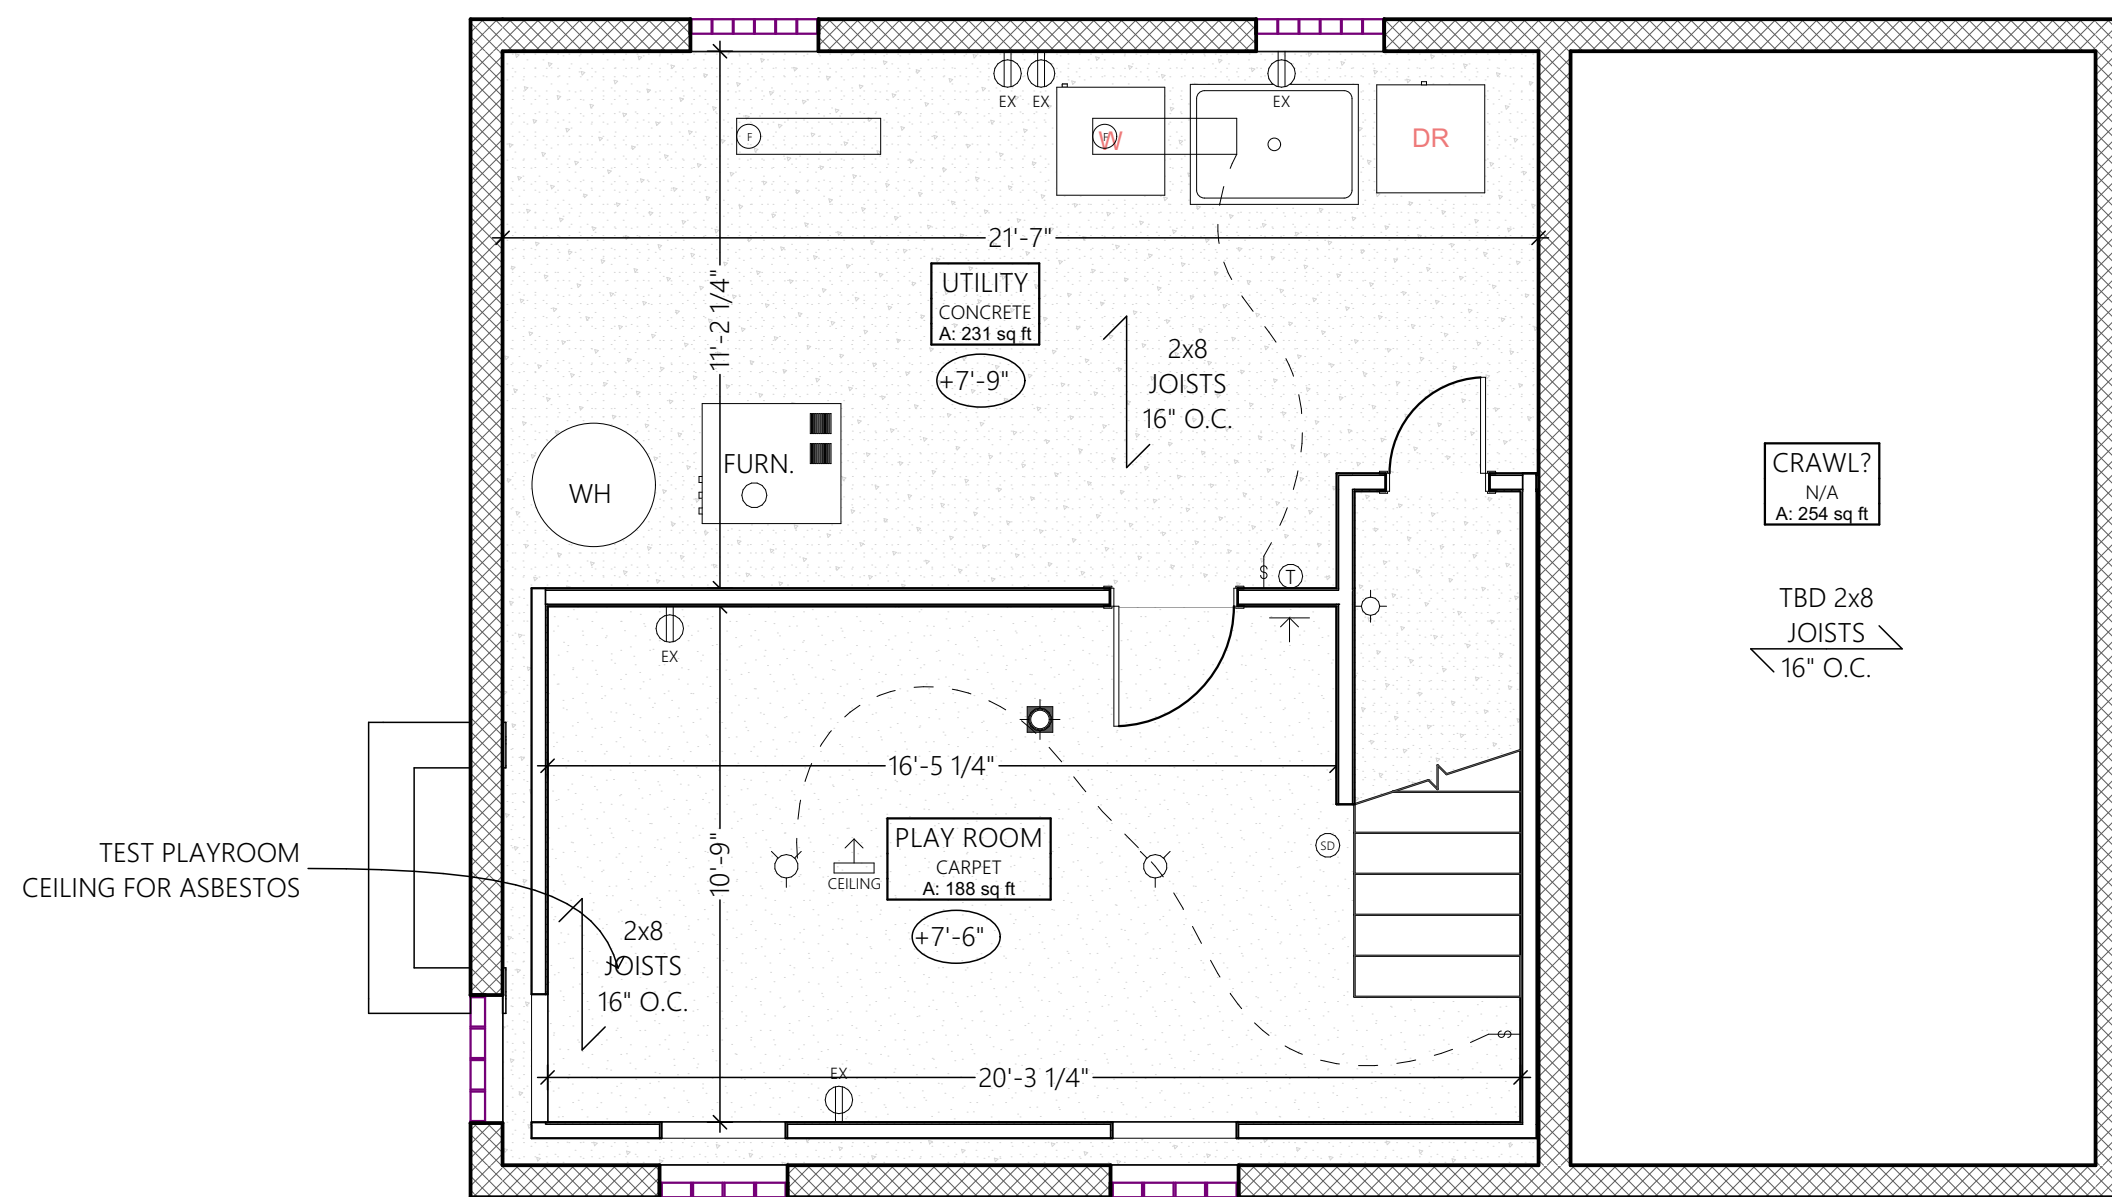 EX
EX
EX
F
F
W
DR
21'-7"
11'-2 1/4"
UTILITY
CONCRETE
A: 231 sq ft
+7'-9"
2x8
JOISTS
16" O.C.
FURN.
WH
CRAWL?
N/A
A: 254 sq ft
TBD 2x8
JOISTS
16" O.C.
S
T
EX
16'-5 1/4"
PLAY ROOM
CARPET
A: 188 sq ft
+7'-6"
SD
CEILING
10'-9"
TEST PLAYROOM
CEILING FOR ASBESTOS
2x8
JOISTS
16" O.C.
S
EX
20'-3 1/4"